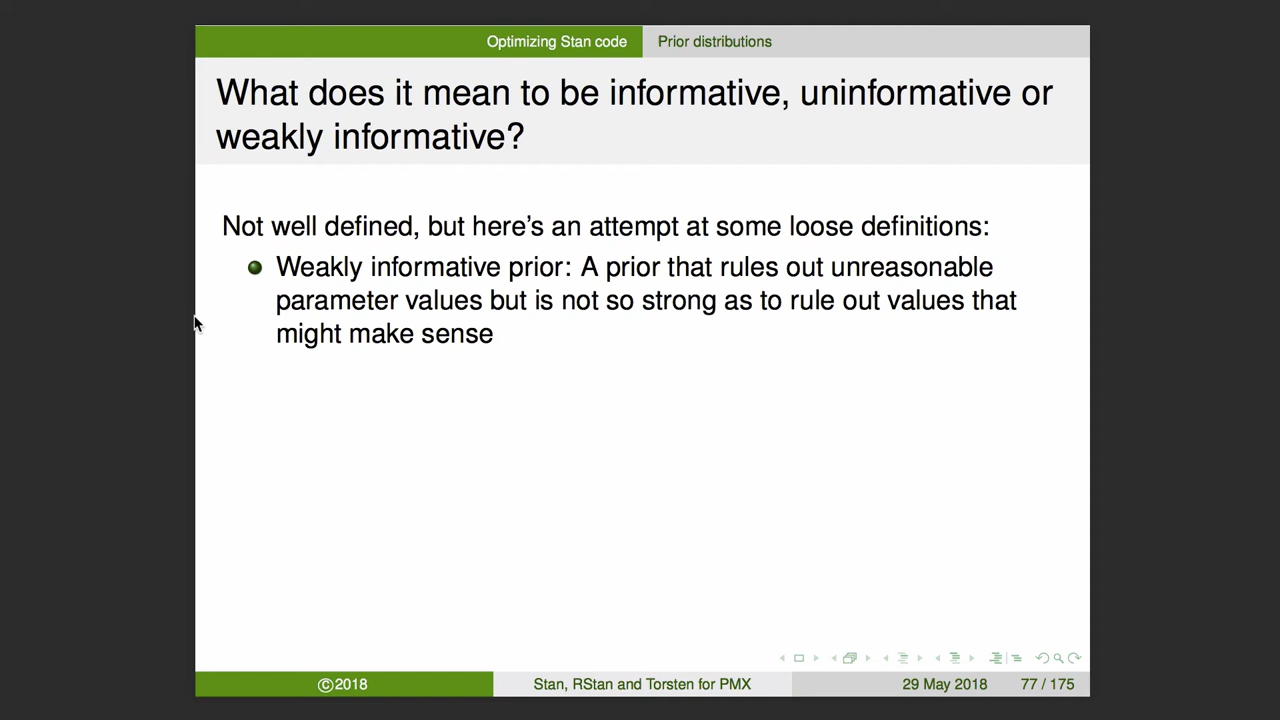 Optimizing Stan code Prior distributions
What does it mean to be informative, uninformative or
weakly informative?
Not well defined, but here's an attempt at some loose definitions:
Weakly informative prior: A prior that rules out unreasonable
parameter values but is not so strong as to rule out values that
might make sense
©2018 Stan, RStan and Torsten for PMX 29 May 2018 77 / 175